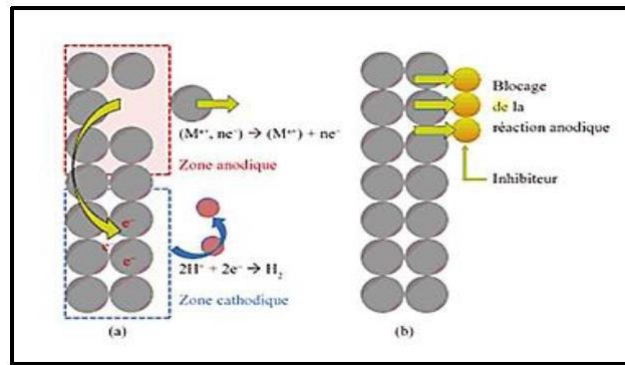 (Mⁿ⁺, ne⁻) → (Mⁿ⁺) + ne⁻
Zone anodique
e⁻
e⁻
e⁻
2H⁺ + 2e⁻ → H₂
Zone cathodique
(a)
Blocage
de la
réaction anodique
Inhibiteur
(b)